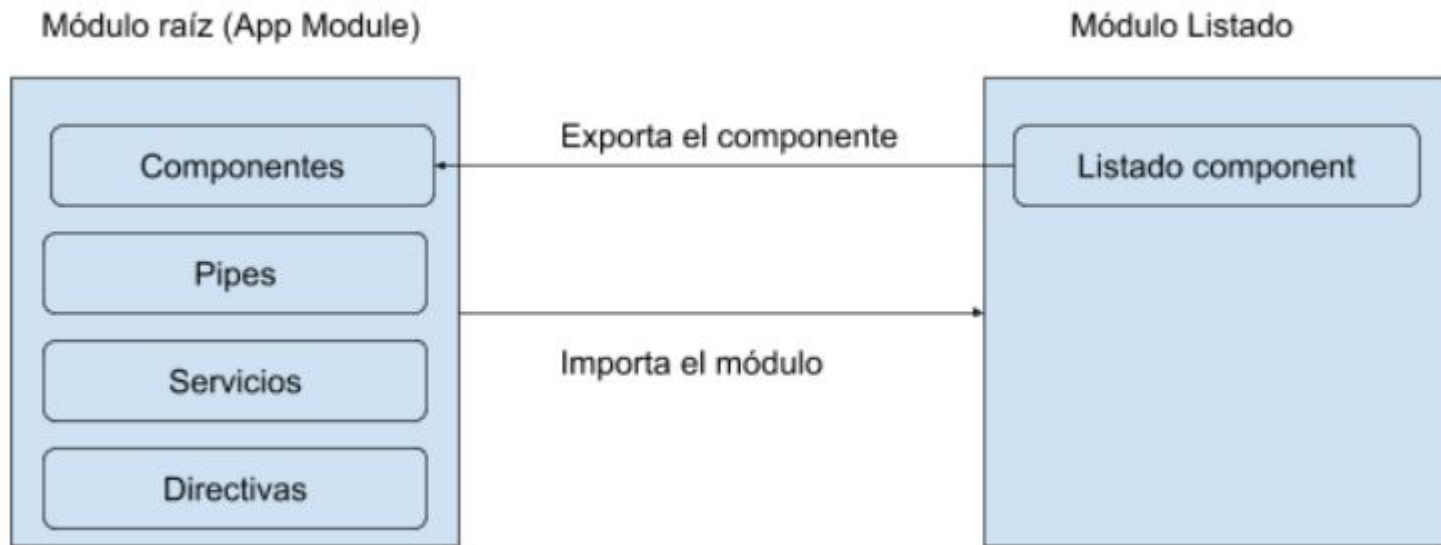 Módulo raíz (App Module)
Módulo Listado
Componentes
Exporta el componente
Listado component
Pipes
Importa el módulo
Servicios
Directivas